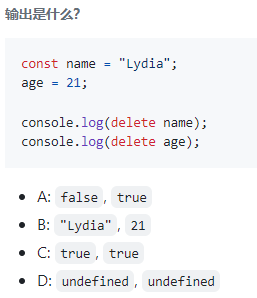 输出是什么?
const name = "Lydia";
age = 21;
console.log(delete name);
console.log(delete age);
A: false, true
B: "Lydia", 21
C: true, true
D: undefined, undefined